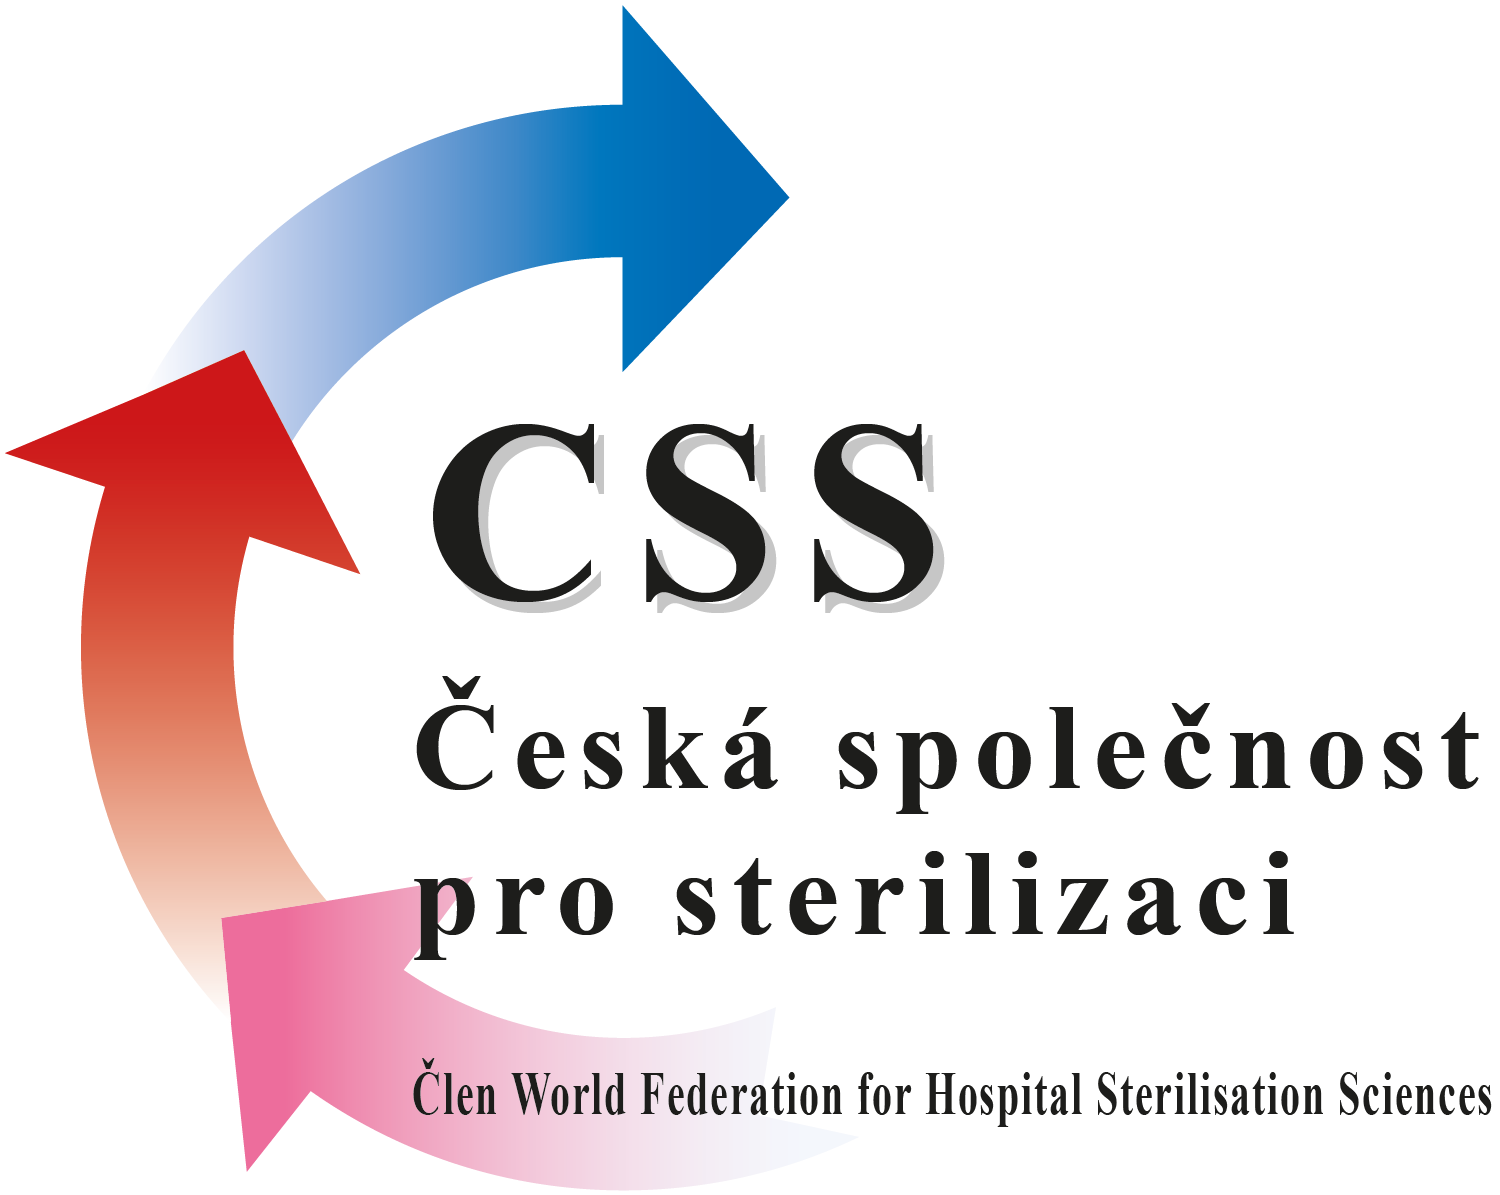 CSS
Česká společnost
pro sterilizaci
Člen World Federation for Hospital Sterilisation Sciences